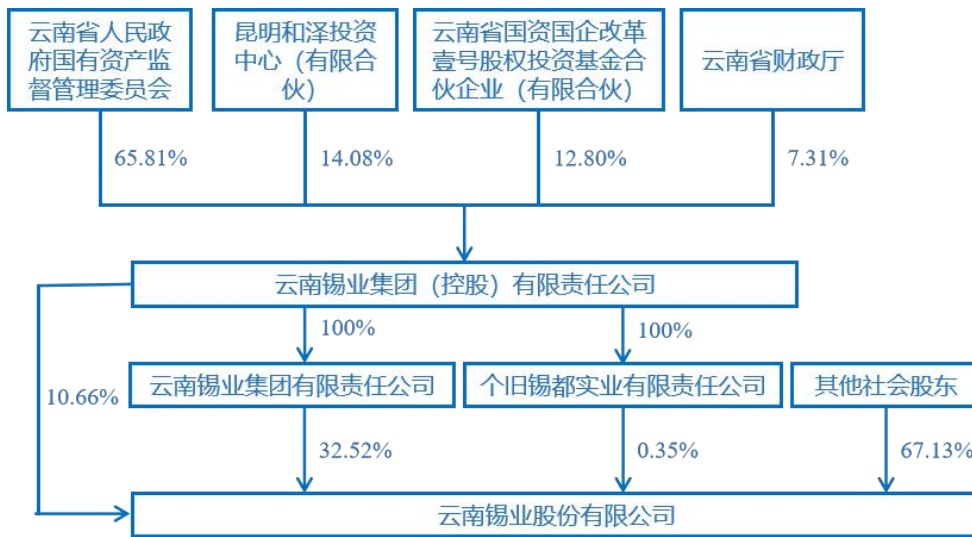 云南省人民政
府国有资产监
督管理委员会
昆明和泽投资
中心（有限合
伙）
云南省国资国企改革
壹号股权投资基金合
伙企业（有限合伙）
云南省财政厅
65.81%
14.08%
12.80%
7.31%
云南锡业集团（控股）有限责任公司
100%
100%
10.66%
云南锡业集团有限责任公司
个旧锡都实业有限责任公司
其他社会股东
32.52%
0.35%
67.13%
云南锡业股份有限公司